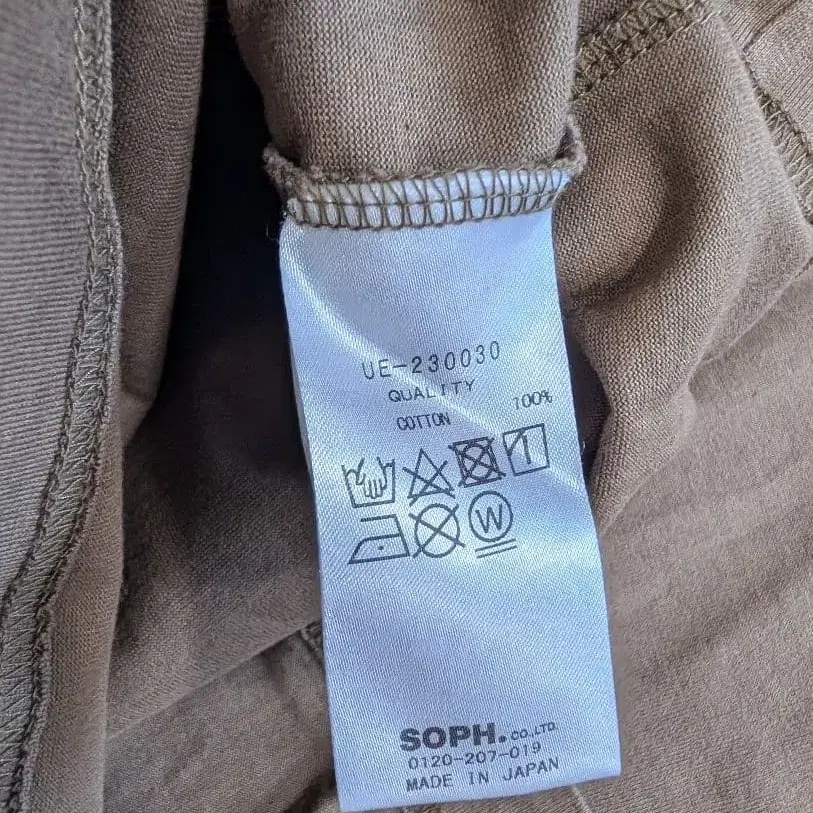 UE-230030
QUALITY
COTTON 100%
W
SOPH. CO.,LTD.
0120-207-019
MADE IN JAPAN